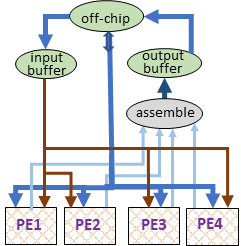 off-chip
input
buffer
output
buffer
assemble
PE1
PE2
PE3
PE4